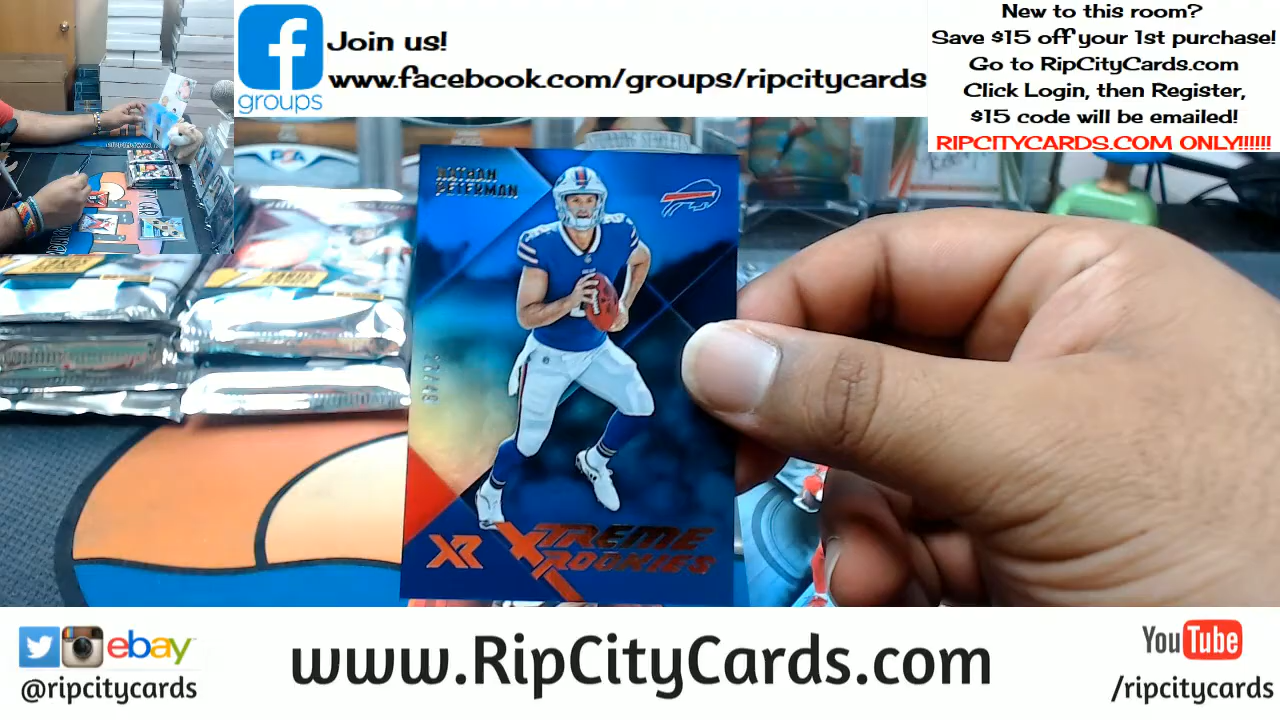 groups
Join us!
www.facebook.com/groups/ripcitycards
New to this room?
Save $15 off your 1st purchase!
Go to RipCityCards.com
Click Login, then Register,
$15 code will be emailed!
RIPCITYCARDS.COM ONLY!!!!!!
PSA
NATHAN
PETERMAN
XR
XTREME
ROOKIES
ebay
@ripcitycards
www.RipCityCards.com
YouTube
/ripcitycards